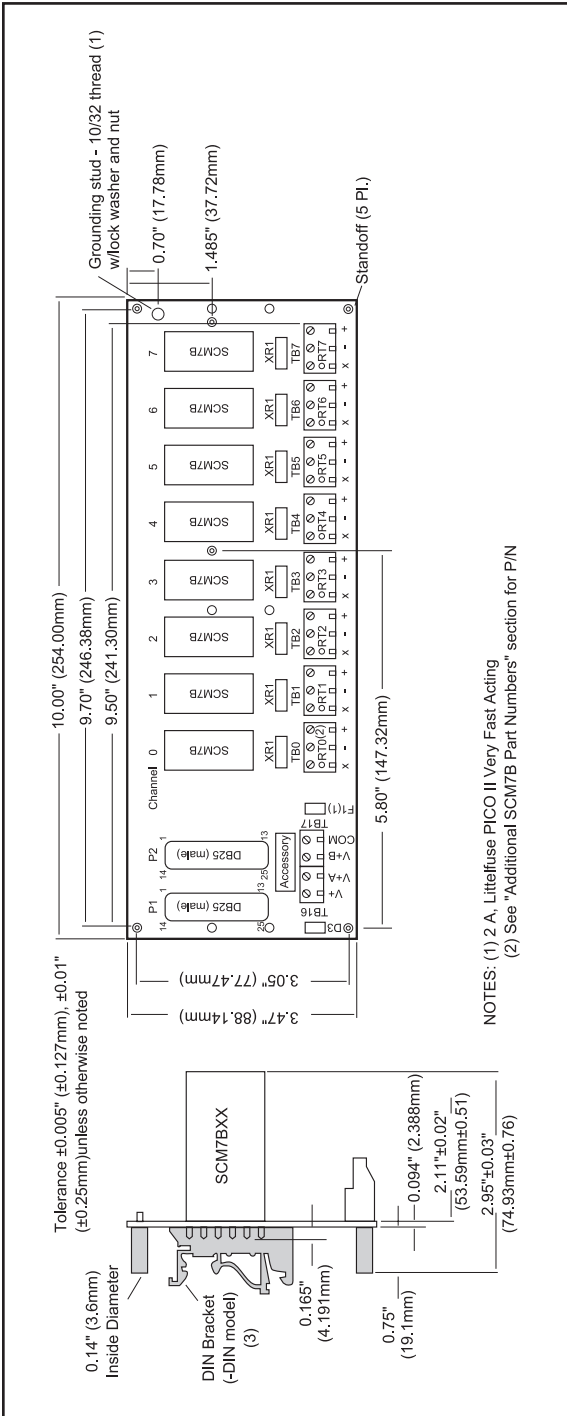 Tolerance ±0.005" (±0.127mm), ±0.01"
(±0.25mm)unless otherwise noted
0.14" (3.6mm)
Inside Diameter
DIN Bracket
(-DIN model)
(3)
SCM7BXX
0.165"
(4.191mm)
0.75"
(19.1mm)
0.094" (2.388mm)
2.11"±0.02"
(53.59mm±0.51)
2.95"±0.03"
(74.93mm±0.76)
3.47" (88.14mm)
3.05" (77.47mm)
10.00" (254.00mm)
9.70" (246.38mm)
9.50" (241.30mm)
Grounding stud - 10/32 thread (1)
w/lock washer and nut
0.70" (17.78mm)
1.485" (37.72mm)
Standoff (5 Pl.)
P1
14 1
DB25 (male)
25 13
P2
14 1
DB25 (male)
25 13
Channel 0 1 2 3 4 5 6 7
SCM7B SCM7B SCM7B SCM7B SCM7B SCM7B SCM7B SCM7B
XR1 XR1 XR1 XR1 XR1 XR1 XR1 XR1
Accessory
TB16 TB17 TB0 TB1 TB2 TB3 TB4 TB5 TB6 TB7
D3 V+ V+A V+B COM F1(1)
RT0(2) RT1 RT2 RT3 RT4 RT5 RT6 RT7
x - + x - + x - + x - + x - + x - + x - + x - +
5.80" (147.32mm)
NOTES: (1) 2 A, Littelfuse PICO II Very Fast Acting
(2) See "Additional SCM7B Part Numbers" section for P/N